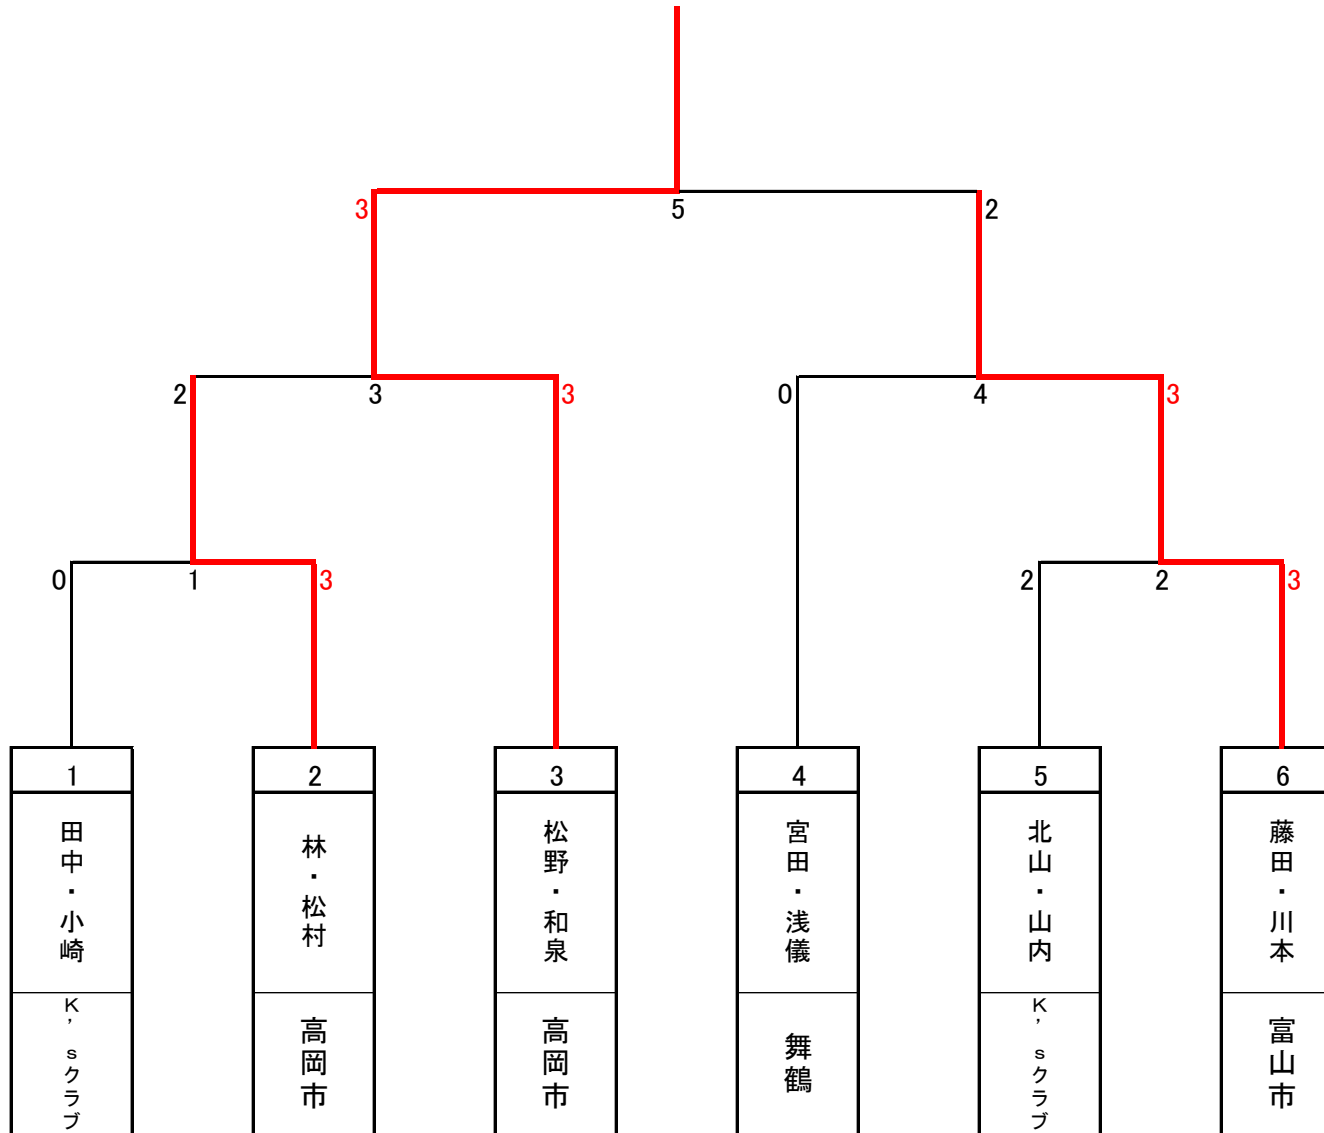 3 5 2
2 3 3 0 4 3
0 1 3 2 2 3
1 2 3 4 5 6
田中・小崎
林・松村
松野・和泉
宮田・浅儀
北山・山内
藤田・川本
K'sクラブ
高岡市
高岡市
舞鶴
K'sクラブ
富山市